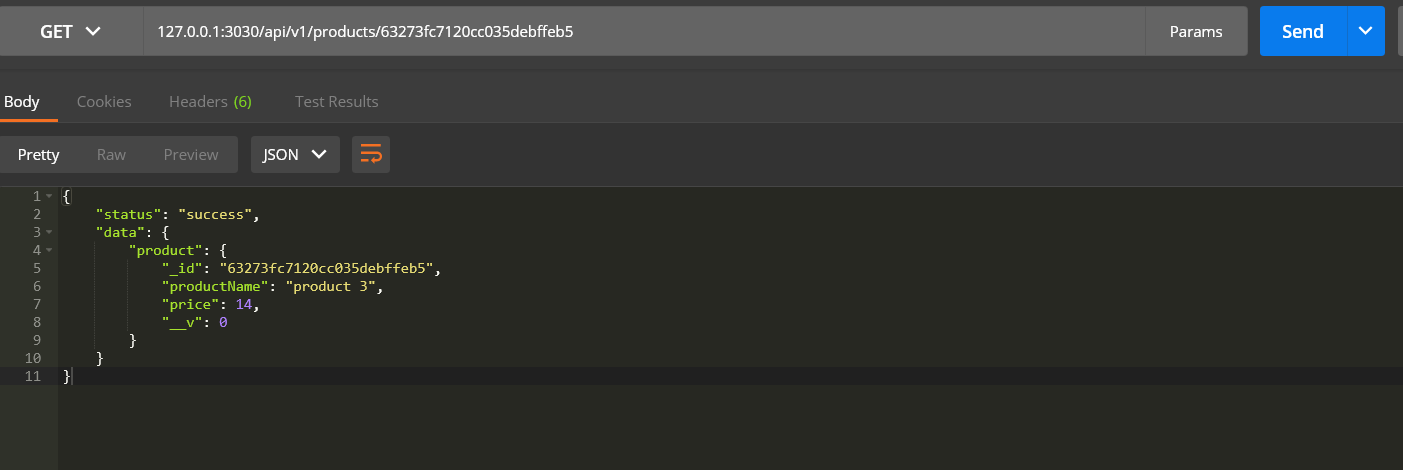 GET 127.0.0.1:3030/api/v1/products/63273fc7120cc035debffeb5 Params Send
Body Cookies Headers (6) Test Results
Pretty Raw Preview JSON
1 {
2 "status": "success",
3 "data": {
4 "product": {
5 "_id": "63273fc7120cc035debffeb5",
6 "productName": "product 3",
7 "price": 14,
8 "__v": 0
9 }
10 }
11 }